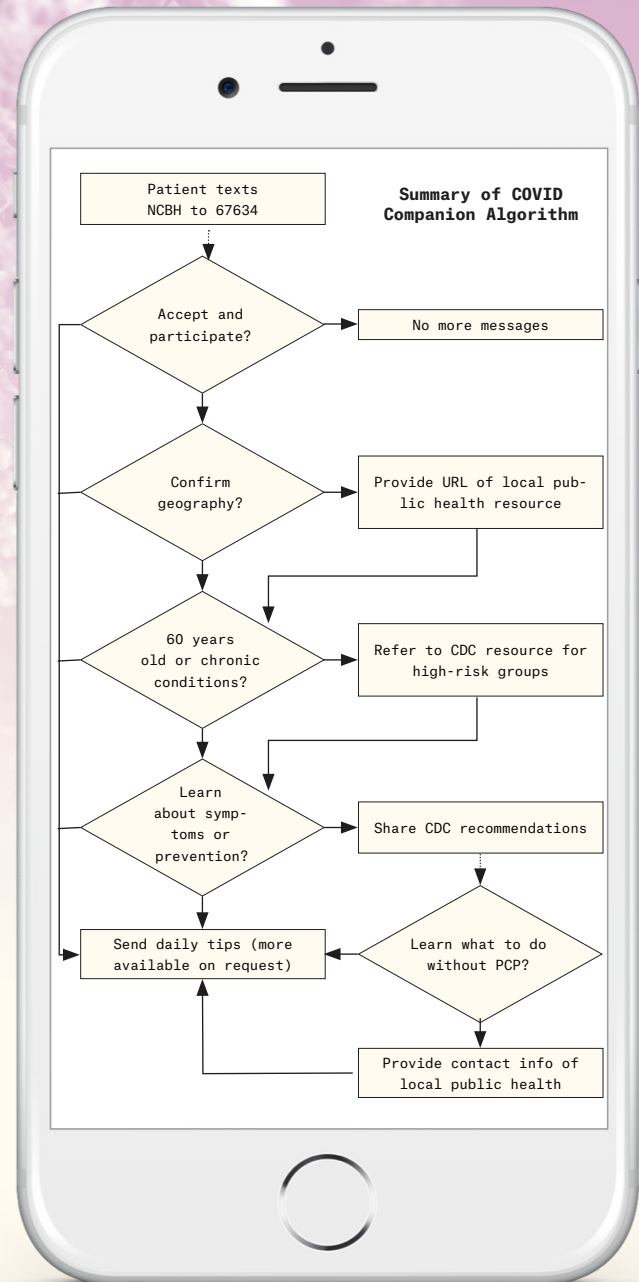 Summary of COVID
Companion Algorithm
Patient texts
NCBH to 67634
Accept and
participate?
No more messages
Confirm
geography?
Provide URL of local pub-
lic health resource
60 years
old or chronic
conditions?
Refer to CDC resource for
high-risk groups
Learn
about symp-
toms or
prevention?
Share CDC recommendations
Send daily tips (more
available on request)
Learn what to do
without PCP?
Provide contact info of
local public health